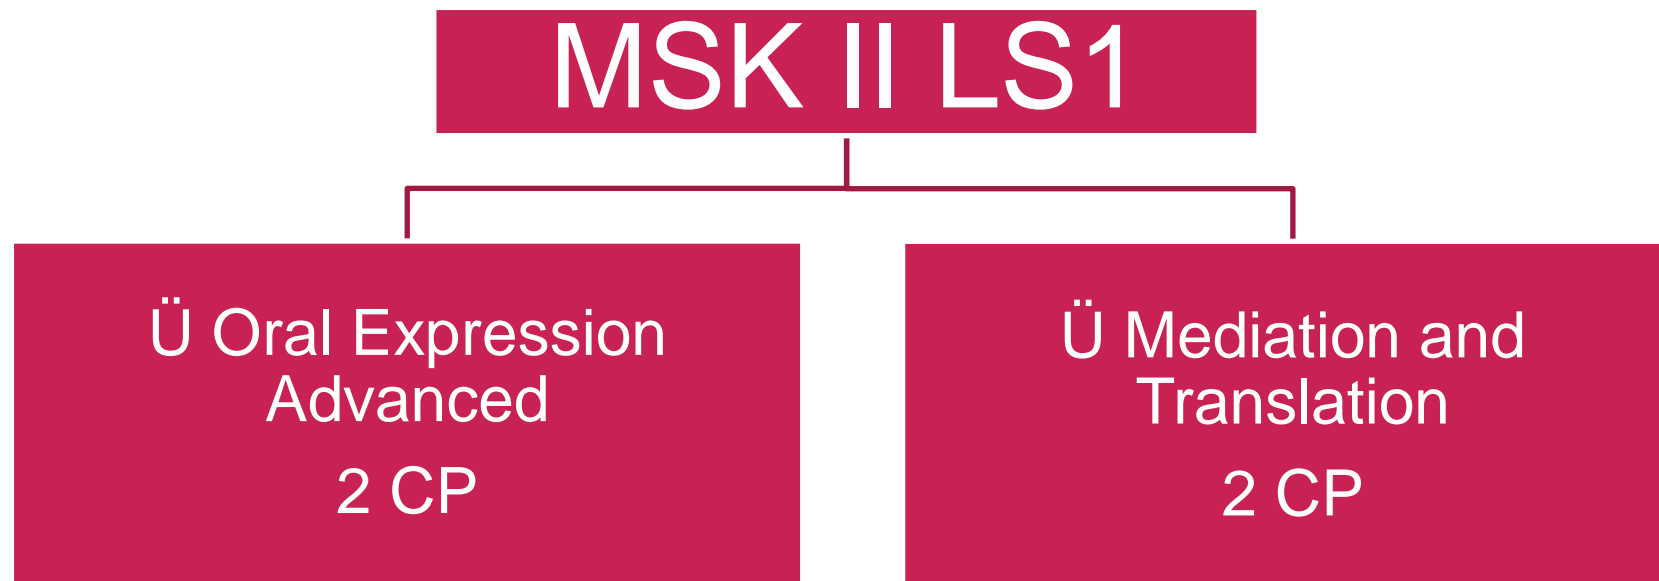 MSK II LS1
Ü Oral Expression
Advanced
2 CP
Ü Mediation and
Translation
2 CP